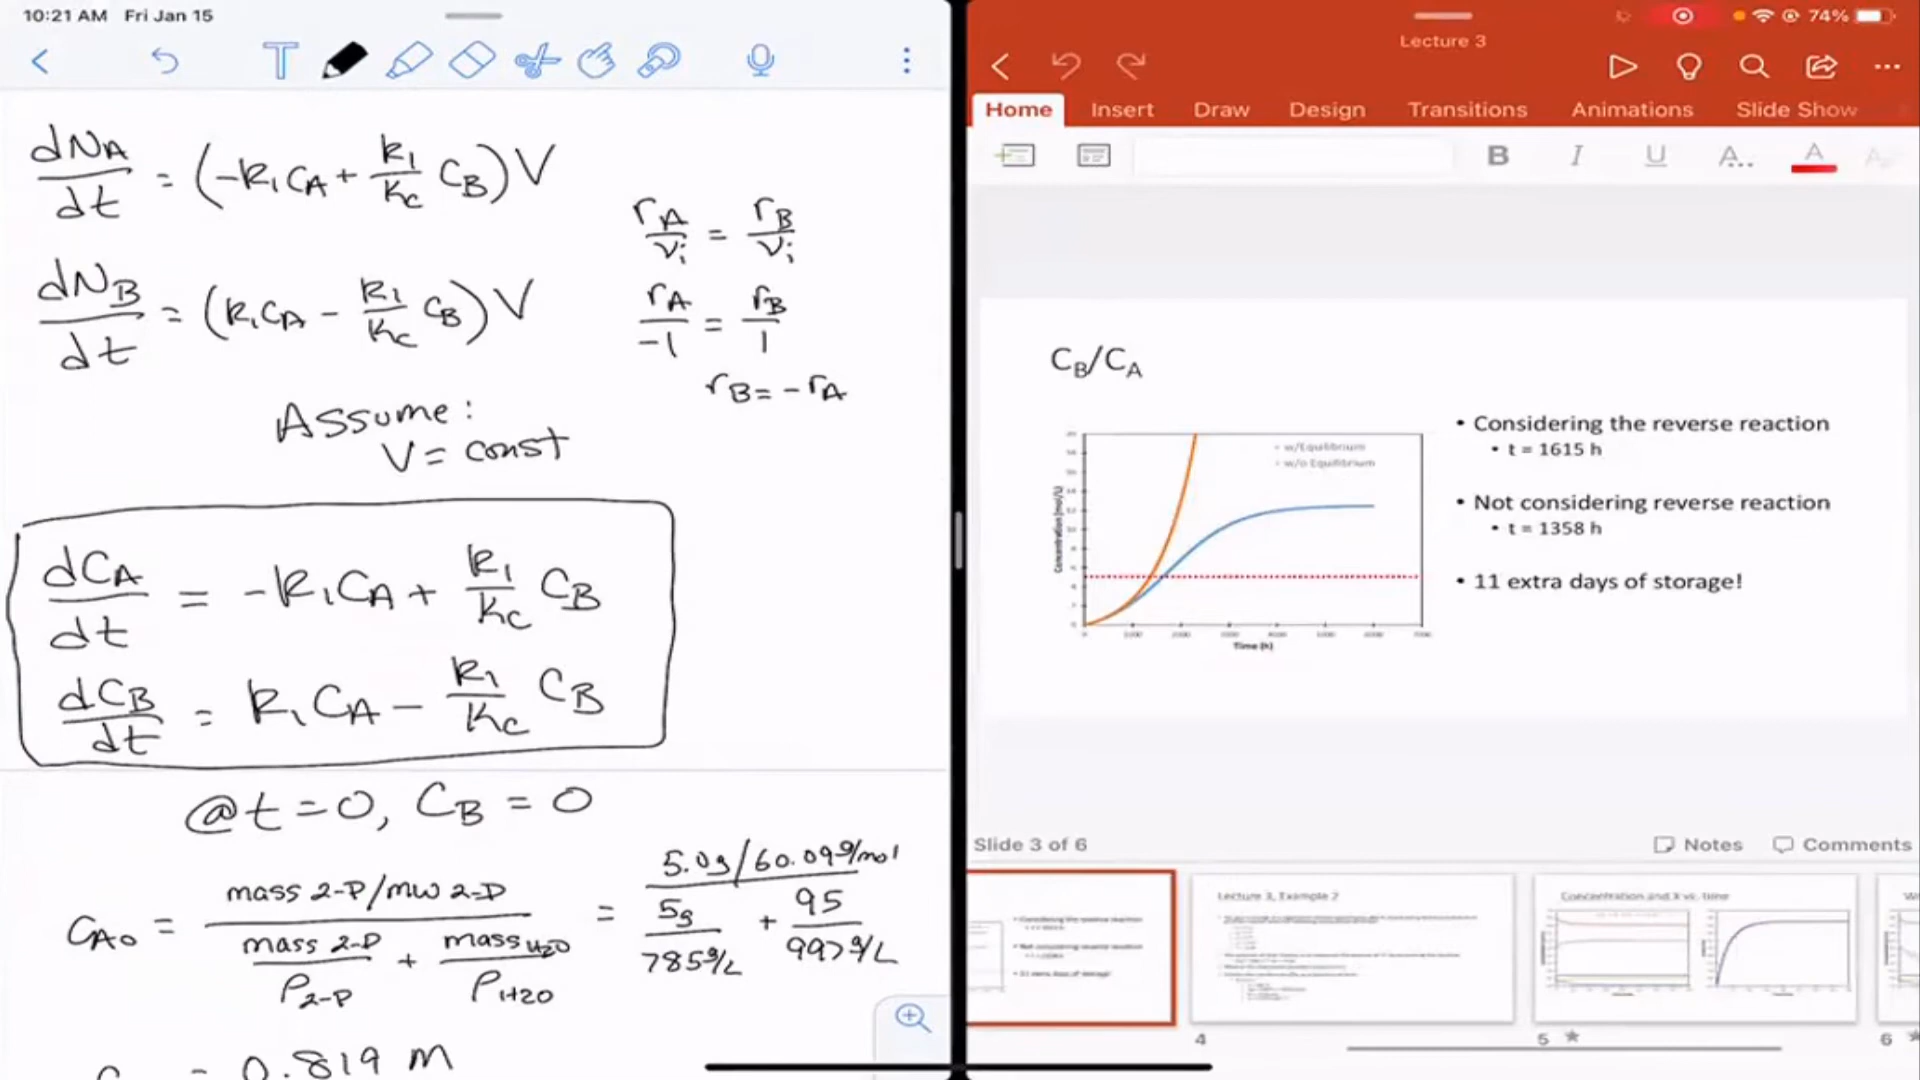 10:21 AM Fri Jan 15
dNA/dt = (-k1CA + k1/Kc CB)V
dNB/dt = (k1CA - k1/Kc CB)V
rA/νi = rB/νi
rA/-1 = rB/1
rB = -rA
Assume:
V = const
dCA/dt = -k1CA + k1/Kc CB
dCB/dt = k1CA - k1/Kc CB
@t=0, CB = 0
CA0 = (mass 2-P/MW 2-P) / (mass 2-P/ρ2-P + mass H2O/ρH2O) = (5.0g/60.09g/mol) / (5g/785g/L + 95/997g/L)
= 0.819 M
74%
Lecture 3
Home Insert Draw Design Transitions Animations Slide Show
B I U A... A
CB/CA
w/Equilibrium
w/o Equilibrium
Concentration (mol/L)
Time (h)
• Considering the reverse reaction
• t = 1615 h
• Not considering reverse reaction
• t = 1358 h
• 11 extra days of storage!
Slide 3 of 6
Notes Comments
Lecture 3, Example 2
Concentration and X vs. time
4
5
6